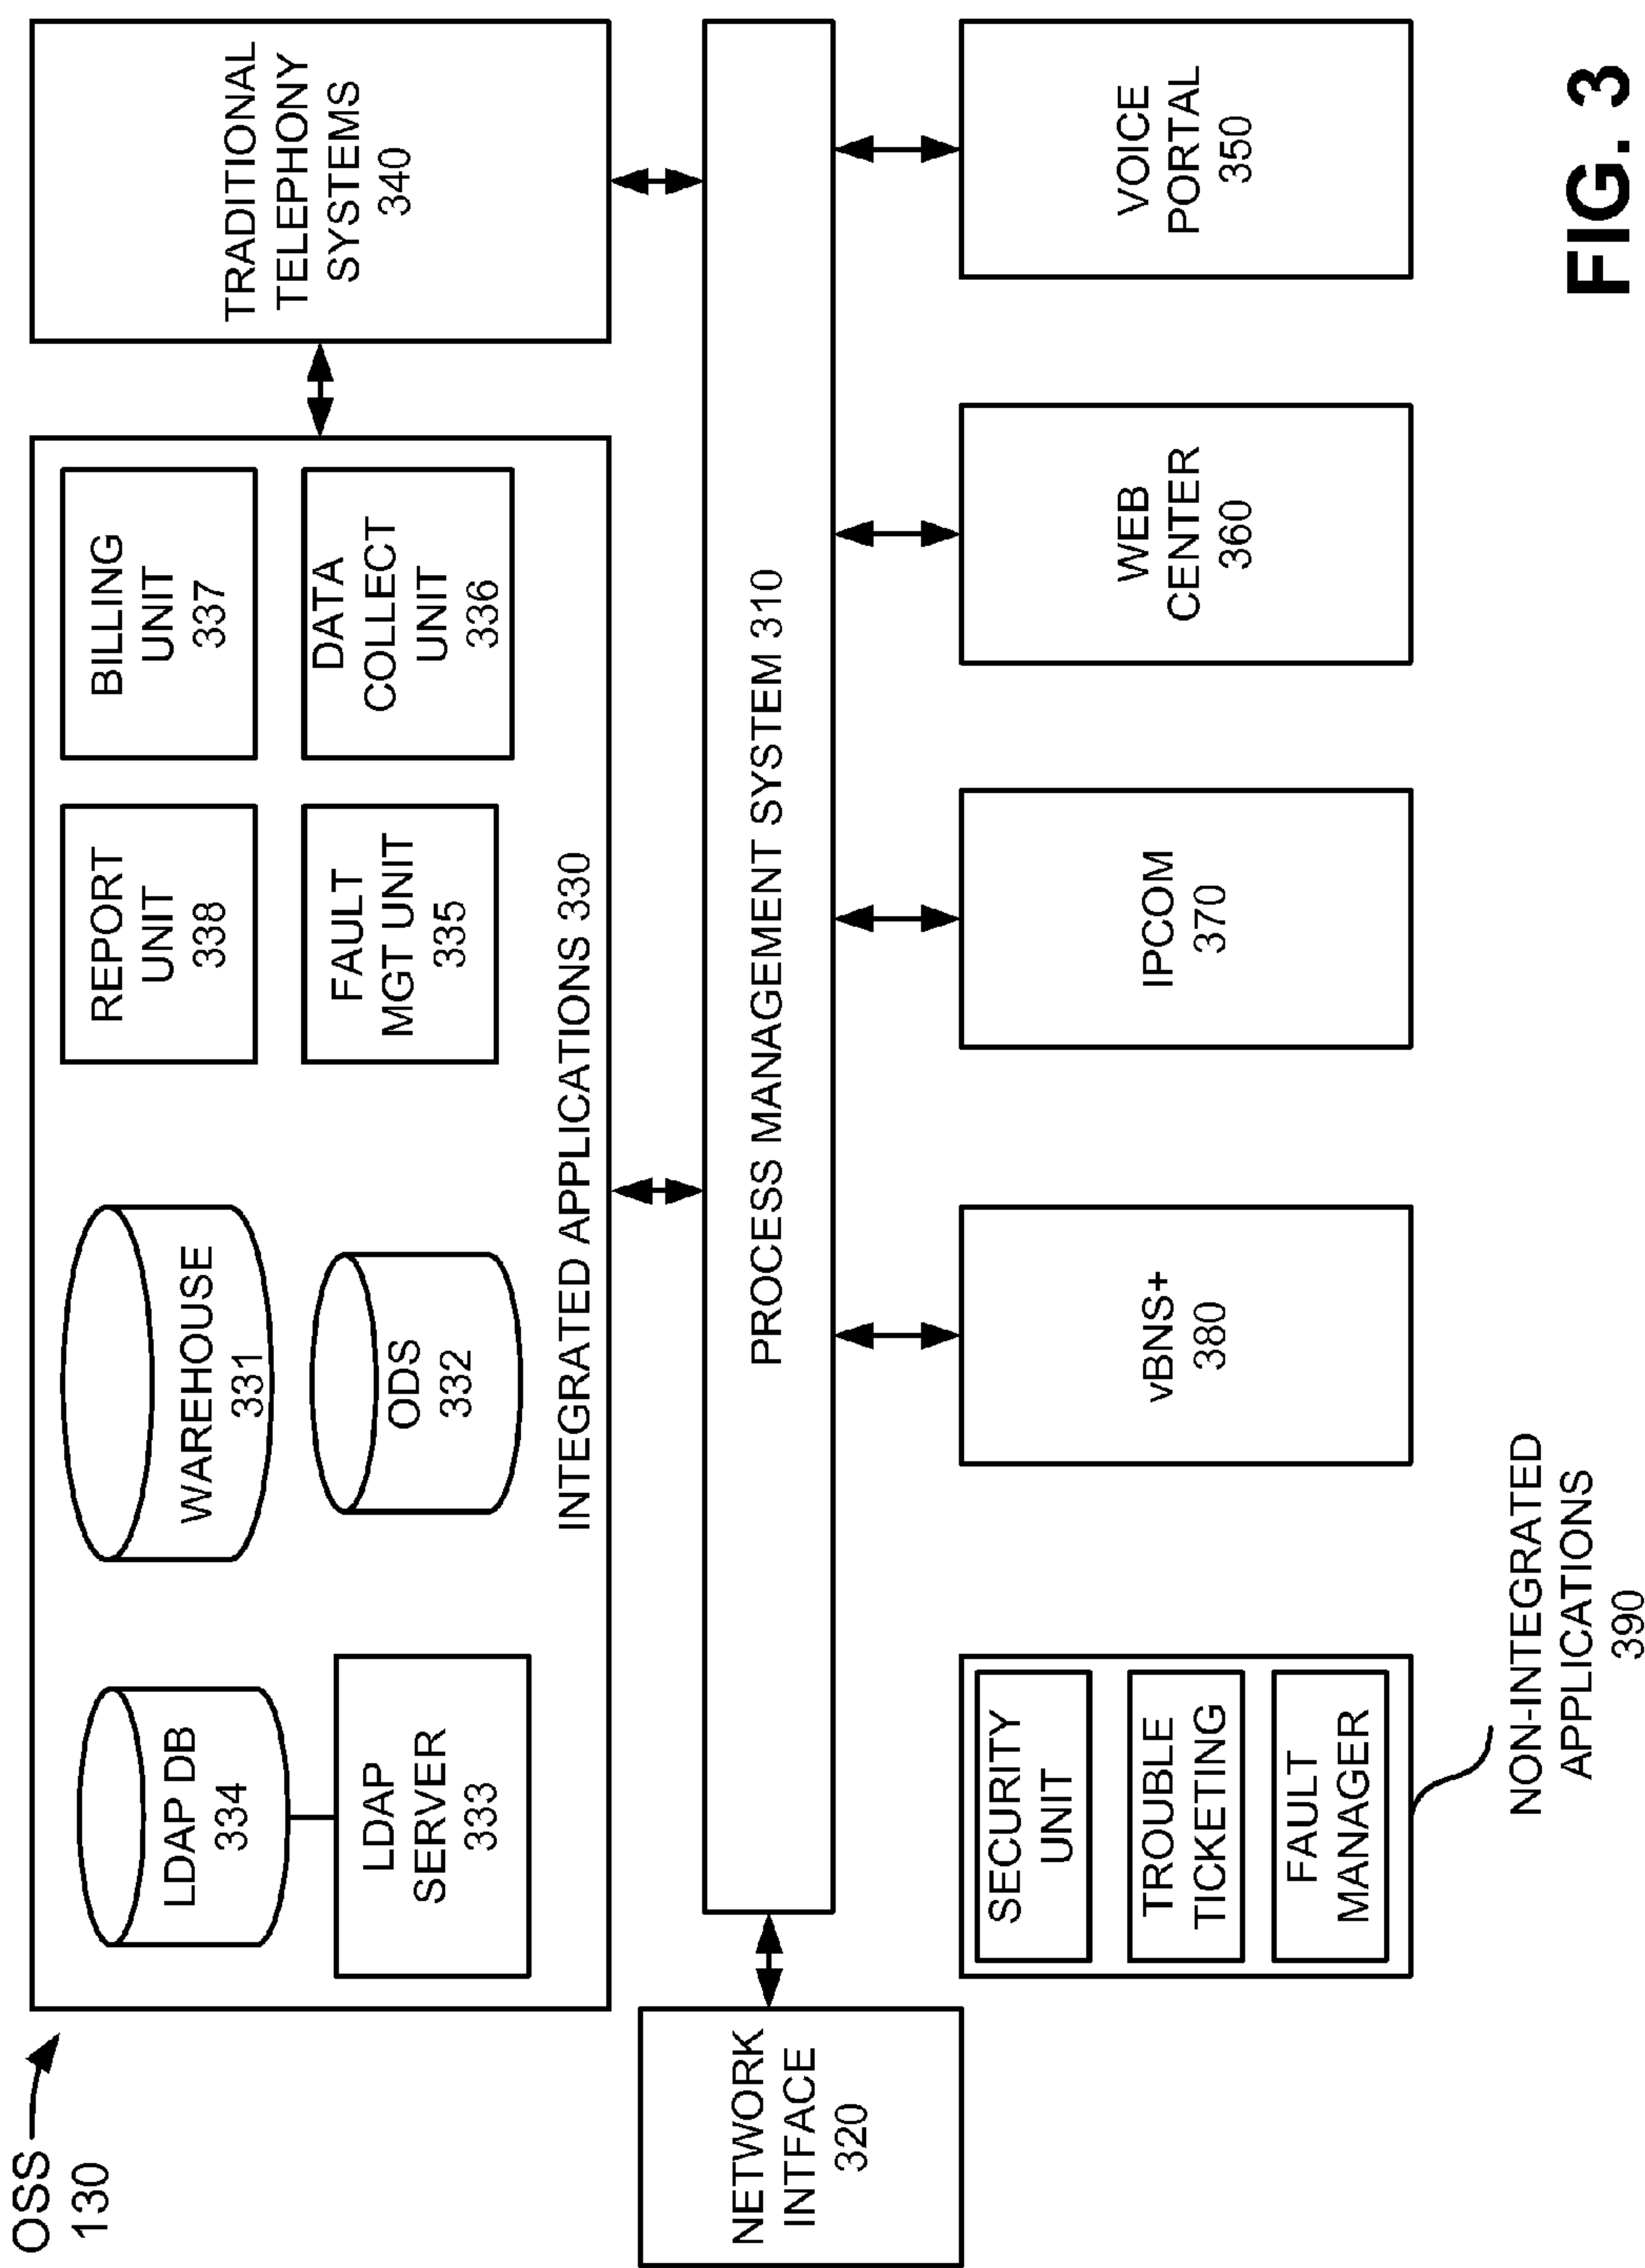 OSS
130
LDAP DB
334
LDAP
SERVER
333
WAREHOUSE
331
ODS
332
REPORT
UNIT
338
BILLING
UNIT
337
FAULT
MGT UNIT
335
DATA
COLLECT
UNIT
336
INTEGRATED APPLICATIONS 330
TRADITIONAL
TELEPHONY
SYSTEMS
340
NETWORK
INTFACE
320
PROCESS MANAGEMENT SYSTEM 310
SECURITY
UNIT
TROUBLE
TICKETING
FAULT
MANAGER
NON-INTEGRATED
APPLICATIONS
390
vBNS+
380
IPCOM
370
WEB
CENTER
360
VOICE
PORTAL
350
FIG. 3